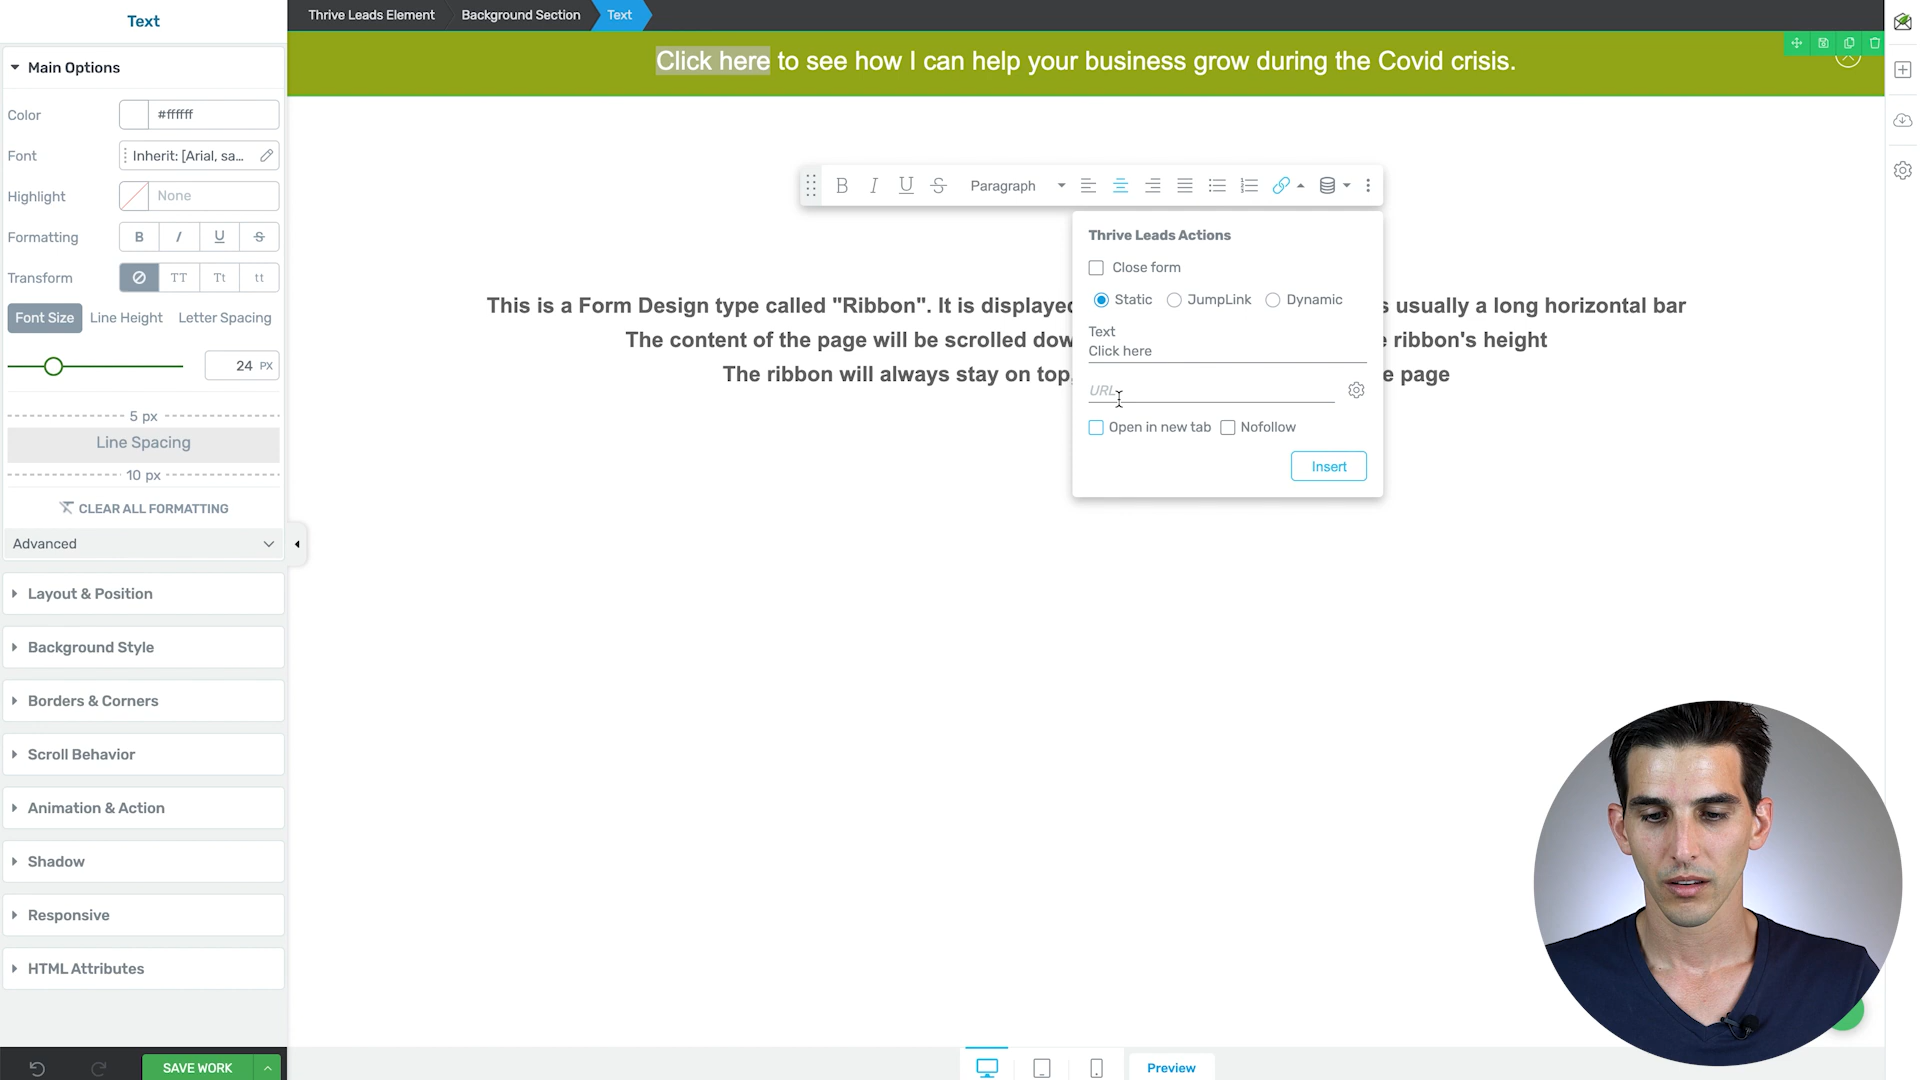 Text
Thrive Leads Element
Background Section
Text
Click here to see how I can help your business grow during the Covid crisis.
Main Options
Color
#ffffff
Font
Inherit: [Arial, sa...
Highlight
None
Formatting
B I U S
Transform
TT Tt tt
Font Size
Line Height
Letter Spacing
24 PX
5 px
Line Spacing
10 px
CLEAR ALL FORMATTING
Advanced
Layout & Position
Background Style
Borders & Corners
Scroll Behavior
Animation & Action
Shadow
Responsive
HTML Attributes
SAVE WORK
B I U S Paragraph
This is a Form Design type called "Ribbon". It is displayed s usually a long horizontal bar
The content of the page will be scrolled dow e ribbon's height
The ribbon will always stay on top, e page
Thrive Leads Actions
Close form
Static
JumpLink
Dynamic
Text
Click here
URL
Open in new tab
Nofollow
Insert
Preview